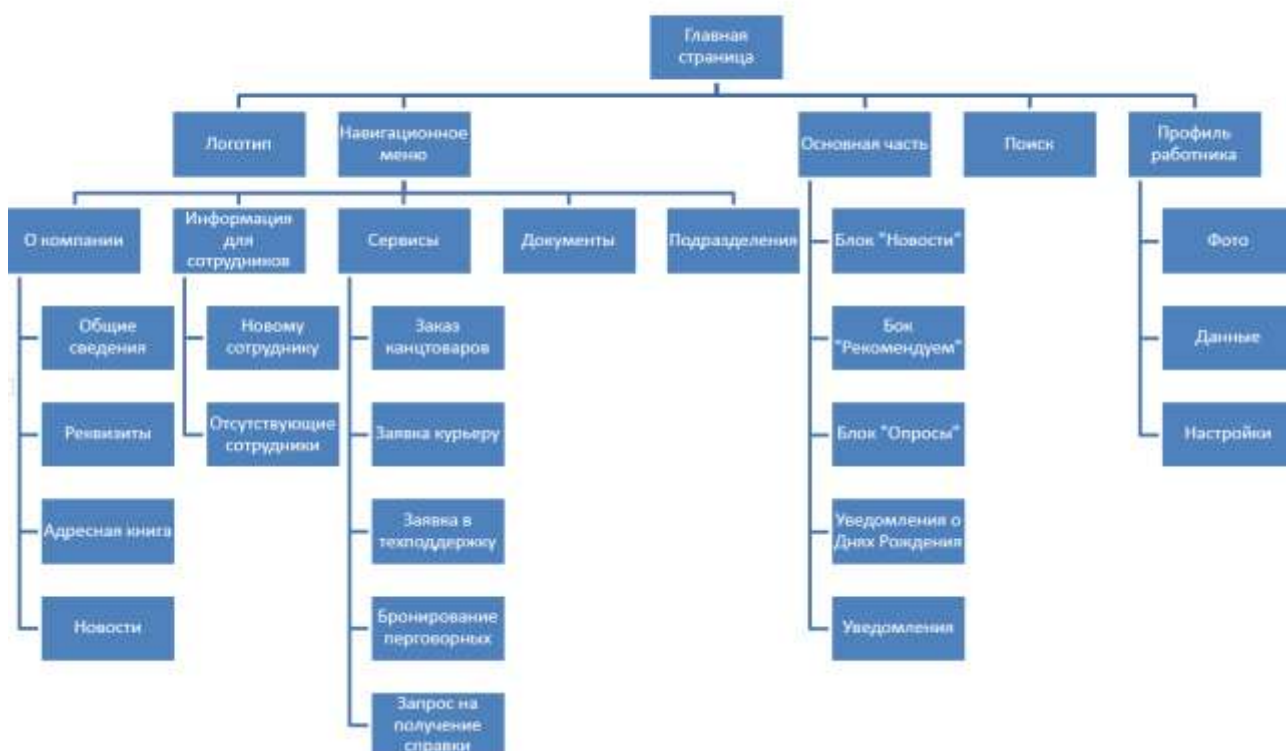 Главная
страница
Логотип
Навигационное
меню
Основная часть
Поиск
Профиль
работника
О компании
Информация
для
сотрудников
Сервисы
Документы
Подразделения
Блок "Новости"
Фото
Общие
сведения
Новому
сотруднику
Заказ
канцтоваров
Бок
"Рекомендуем"
Данные
Реквизиты
Отсутствующие
сотрудники
Заявка курьеру
Блок "Опросы"
Настройки
Адресная книга
Заявка в
техподдержку
Уведомления о
Днях Рождения
Новости
Бронирование
перговорных
Уведомления
Запрос на
получение
справки